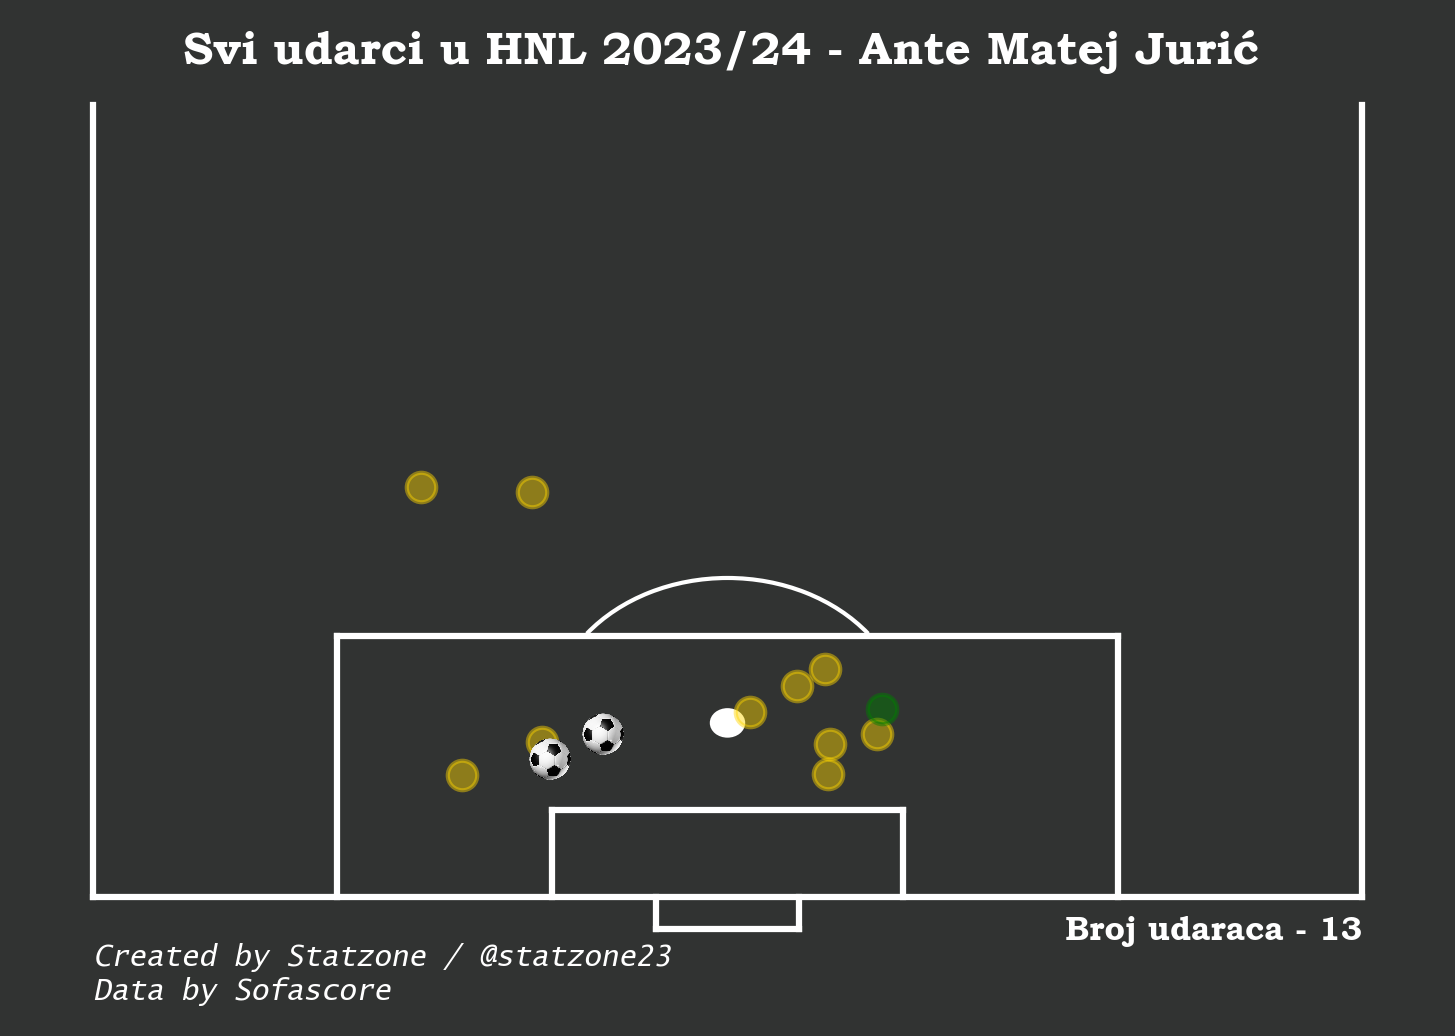 Svi udarci u HNL 2023/24 - Ante Matej Jurić
Broj udaraca - 13
Created by Statzone / @statzone23
Data by Sofascore